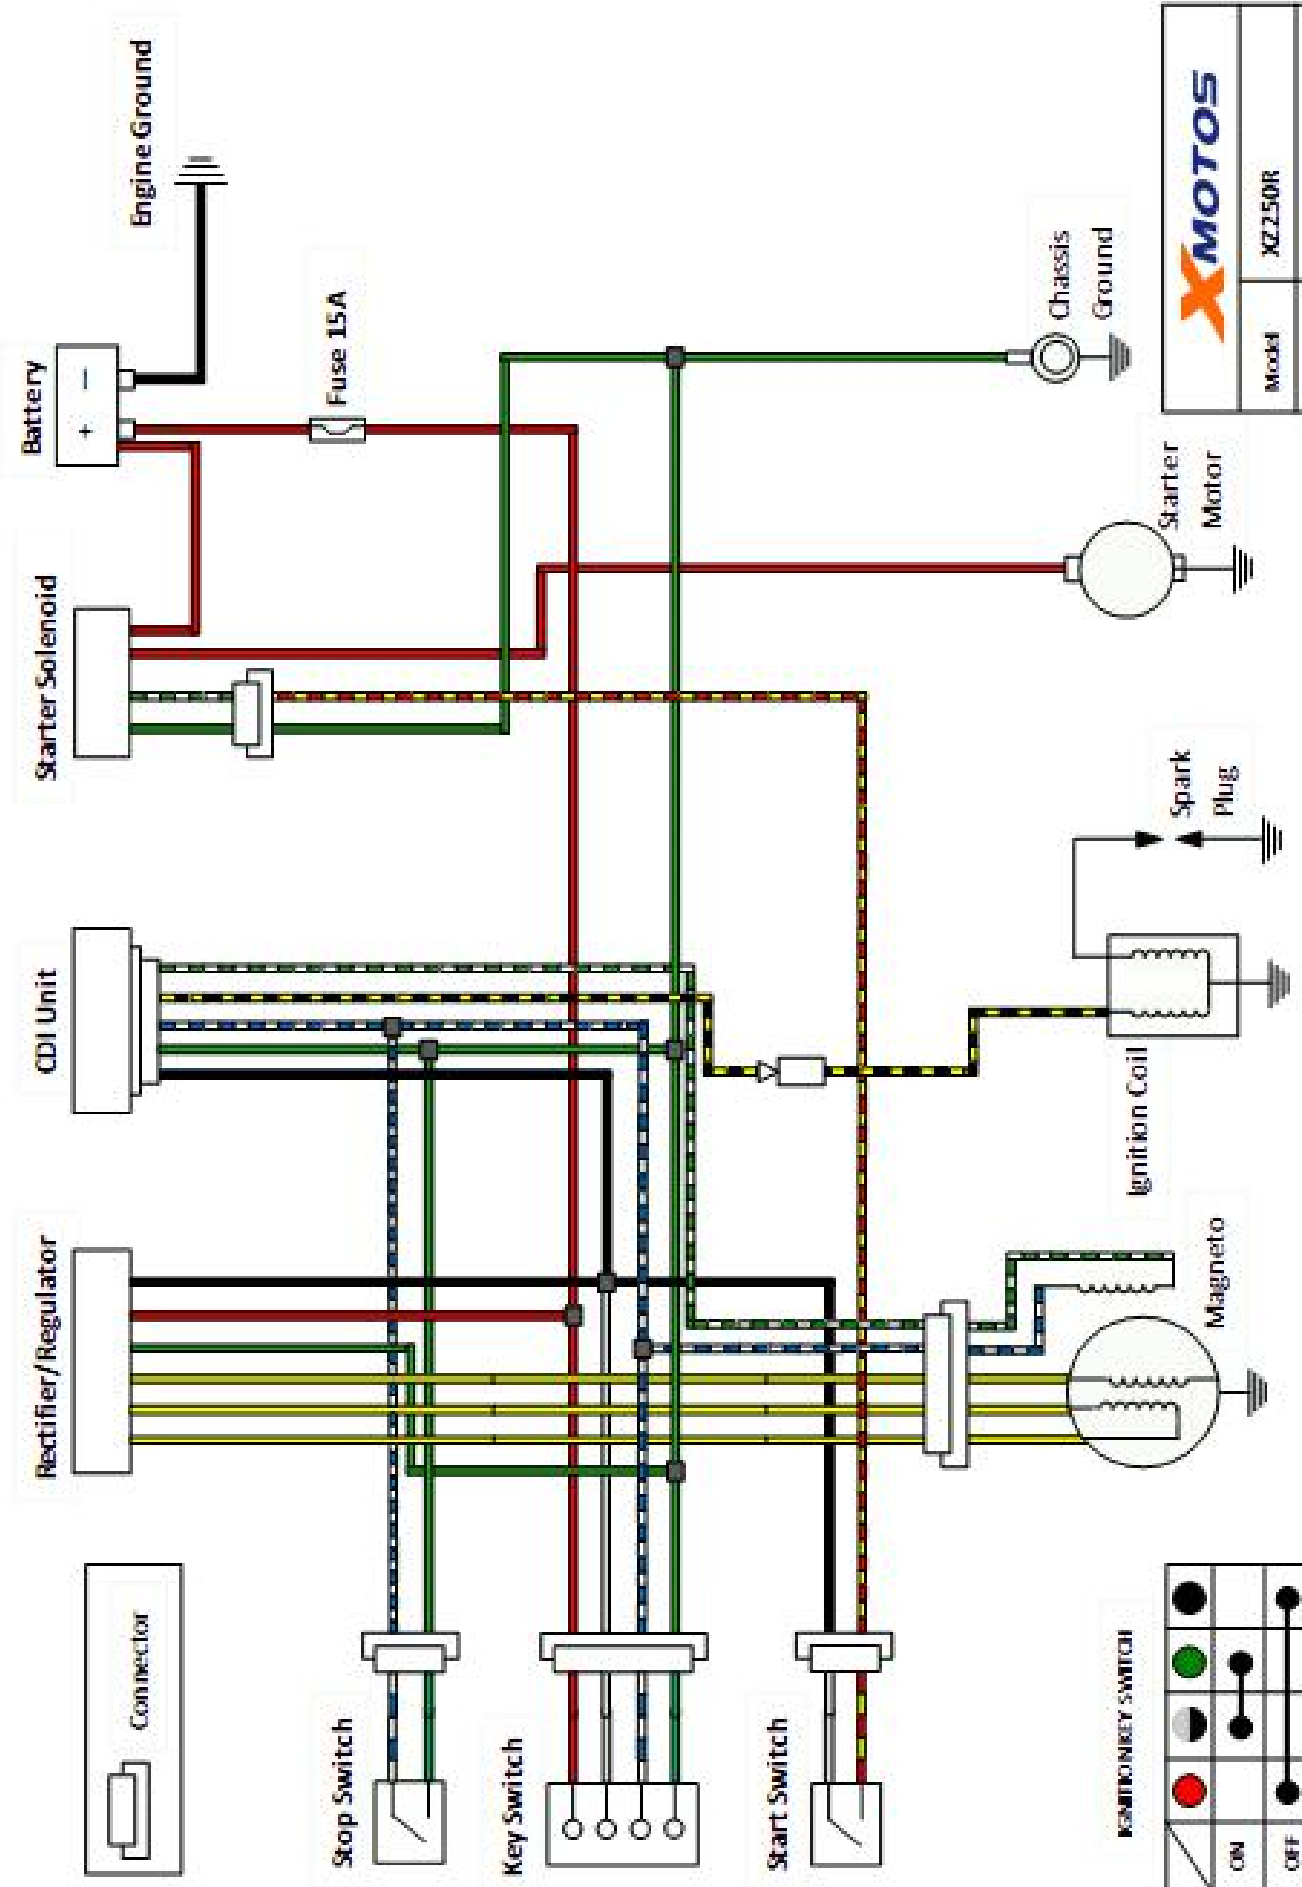 Connector
Rectifier/Regulator
CDI Unit
Starter Solenoid
Battery
+ –
Engine Ground
Fuse 15A
Stop Switch
Key Switch
Start Switch
Magneto
Ignition Coil
Spark
Plug
Starter
Motor
Chassis
Ground
IGNITION KEY SWITCH
ON
OFF
XMOTOS
Model XZ250R